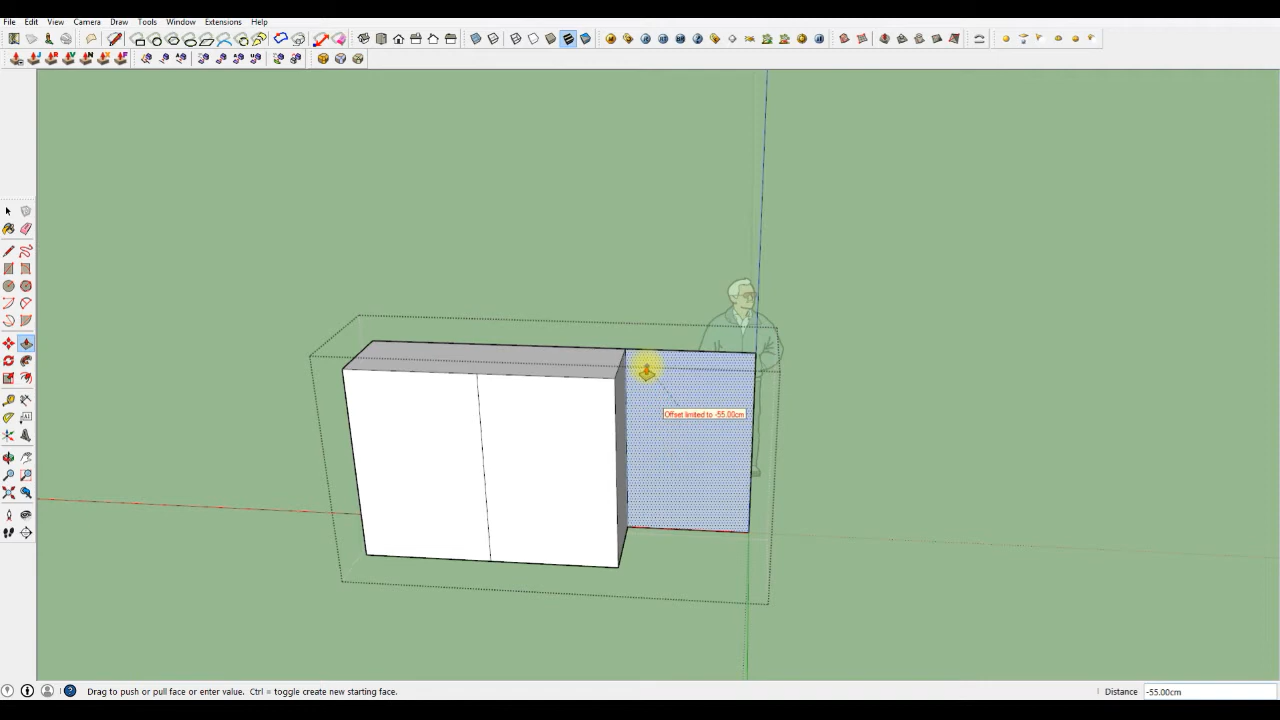 File Edit View Camera Draw Tools Window Extensions Help
Offset limited to -55.00cm
Drag to push or pull face or enter value. Ctrl = toggle create new starting face. Distance -55.00cm